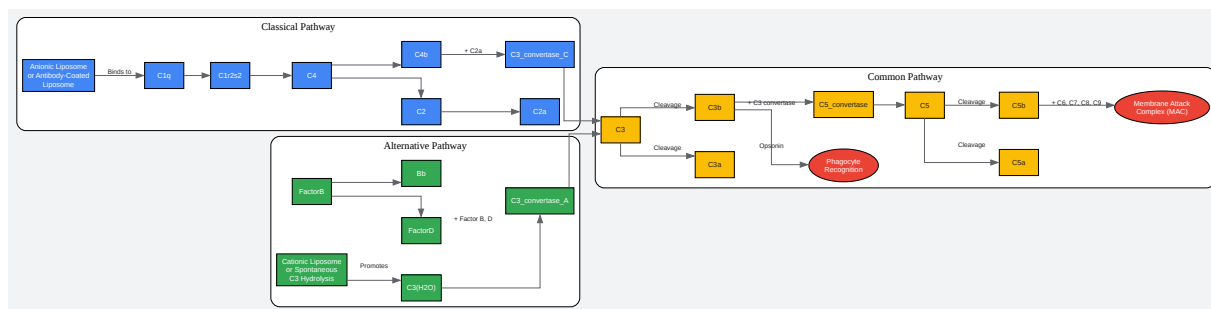 Classical Pathway
Anionic Liposome
or Antibody-Coated
Liposome
Binds to
C1q
C1r2s2
C4
C4b
+ C2a
C3_convertase_C
C2
C2a
Alternative Pathway
FactorB
Bb
FactorD
+ Factor B, D
C3_convertase_A
Cationic Liposome
or Spontaneous
C3 Hydrolysis
Promotes
C3(H2O)
Common Pathway
C3
Cleavage
C3b
+ C3 convertase
C5_convertase
C5
Cleavage
C5b
+ C6, C7, C8, C9
Membrane Attack
Complex (MAC)
Cleavage
C3a
Opsonin
Phagocyte
Recognition
Cleavage
C5a